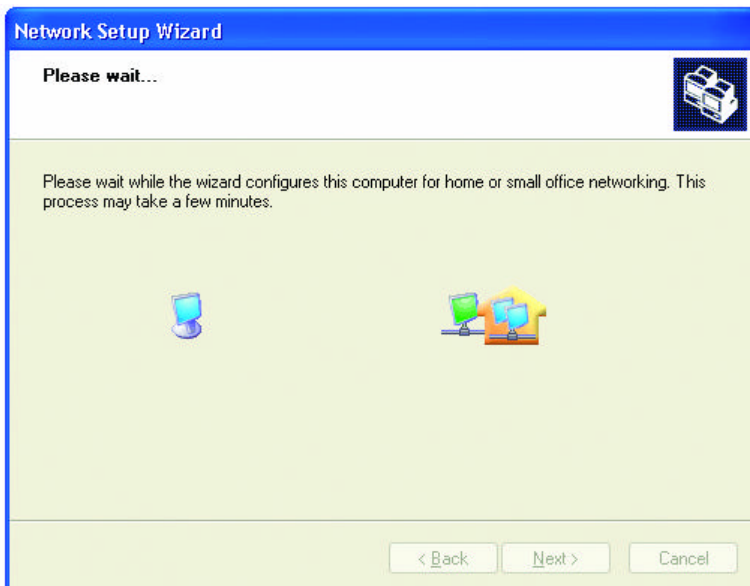 Network Setup Wizard
Please wait...
Please wait while the wizard configures this computer for home or small office networking. This
process may take a few minutes.
< Back
Next >
Cancel